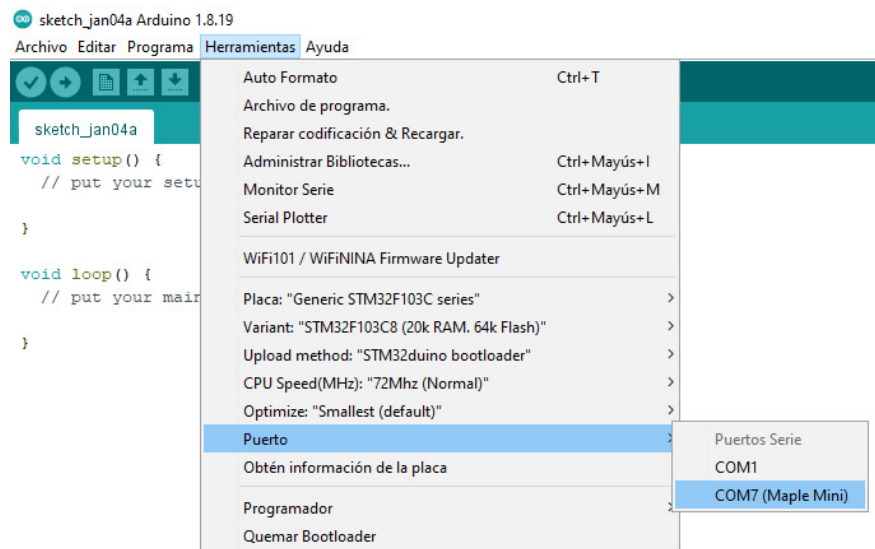 sketch_jan04a Arduino 1.8.19
Archivo Editar Programa Herramientas Ayuda
sketch_jan04a
void setup() {
// put your setu
}
void loop() {
// put your main
}
Auto Formato Ctrl+T
Archivo de programa.
Reparar codificación & Recargar.
Administrar Bibliotecas... Ctrl+Mayús+I
Monitor Serie Ctrl+Mayús+M
Serial Plotter Ctrl+Mayús+L
WiFi101 / WiFiNINA Firmware Updater
Placa: "Generic STM32F103C series"
Variant: "STM32F103C8 (20k RAM. 64k Flash)"
Upload method: "STM32duino bootloader"
CPU Speed(MHz): "72Mhz (Normal)"
Optimize: "Smallest (default)"
Puerto
Obtén información de la placa
Programador
Quemar Bootloader
Puertos Serie
COM1
COM7 (Maple Mini)